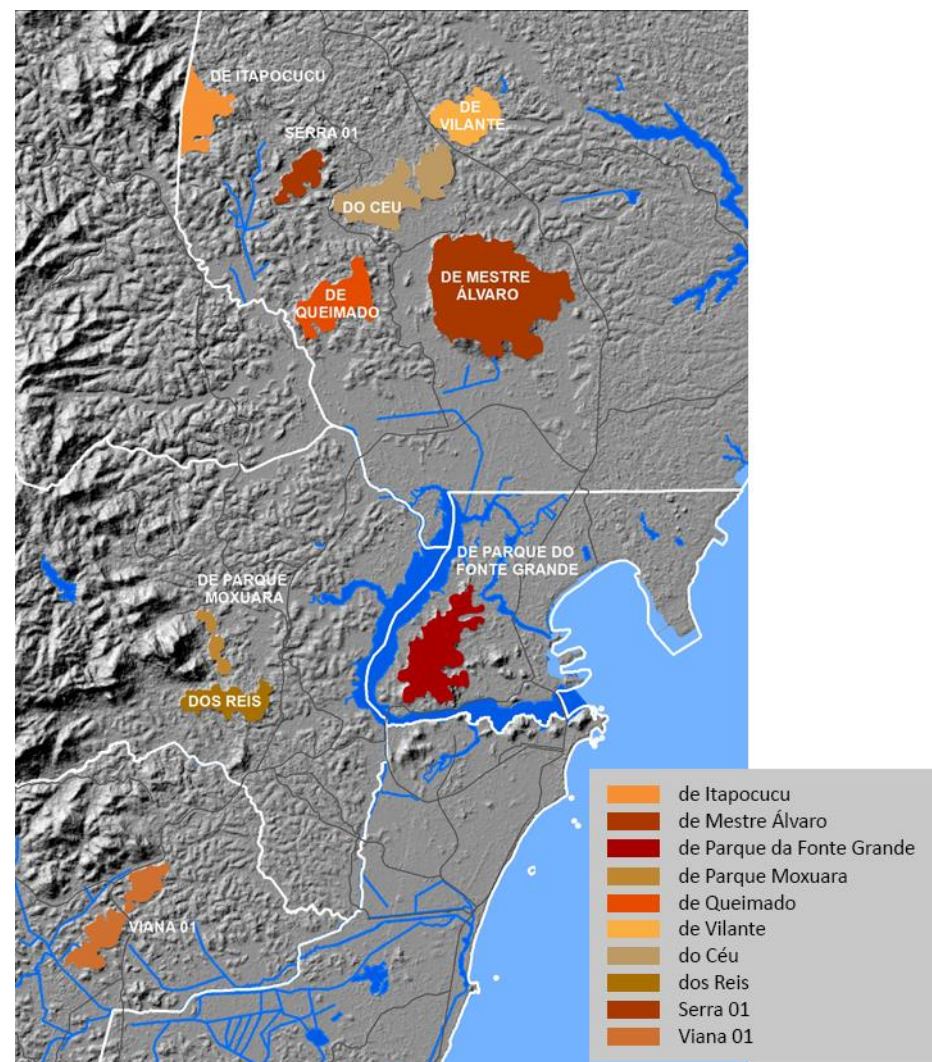 DE ITAPOCUCU
DE
VILANTE
SERRA 01
DO CEU
DE MESTRE
ÁLVARO
DE
QUEIMADO
DE PARQUE DO
FONTE GRANDE
DE PARQUE
MOXUARA
DOS REIS
VIANA 01
de Itapocucu
de Mestre Álvaro
de Parque da Fonte Grande
de Parque Moxuara
de Queimado
de Vilante
do Céu
dos Reis
Serra 01
Viana 01